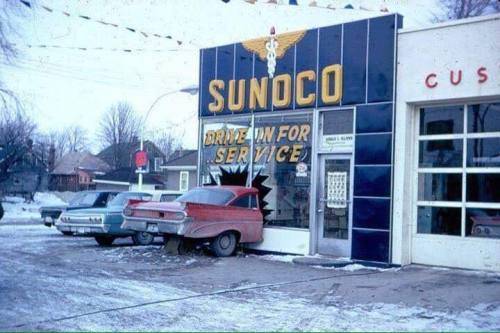 SUNOCO
CUS
DRIVE IN FOR
SERVICE